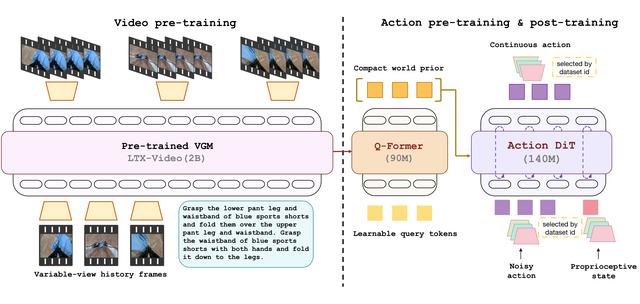 Video pre-training
Action pre-training & post-training
Continuous action
selected by
dataset id
Compact world prior
Pre-trained VGM
LTX-Video(2B)
Q-Former
(90M)
Action DiT
(140M)
Grasp the lower pant leg and
waistband of blue sports shorts
and fold them over the upper
pant leg and waistband. Grasp
the waistband of blue sports
shorts with both hands and fold
it down to the legs.
Learnable query tokens
selected by
dataset id
Variable-view history frames
Noisy
action
Proprioceptive
state